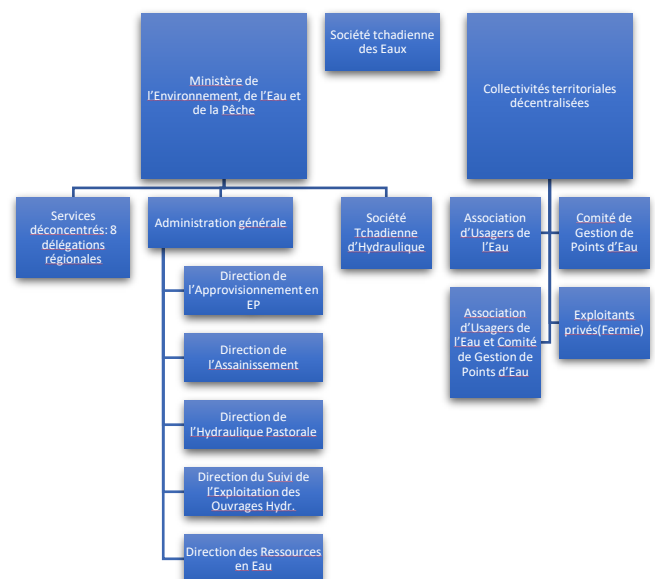 Ministère de
l'Environnement, de l'Eau et
de la Pêche
Société tchadienne
des Eaux
Collectivités territoriales
décentralisées
Services
déconcentrés: 8
délégations
régionales
Administration générale
Société
Tchadienne
d'Hydraulique
Direction de
l'Approvisionnement en
EP
Direction de
l'Assainissement
Direction de
l'Hydraulique Pastorale
Direction du Suivi de
l'Exploitation des
Ouvrages Hydr.
Direction des Ressources
en Eau
Association
d'Usagers de
l'Eau
Comité de
Gestion de
Points d'Eau
Association
d'Usagers de
l'Eau et Comité
de Gestion de
Points d'Eau
Exploitants
privés(Fermie)